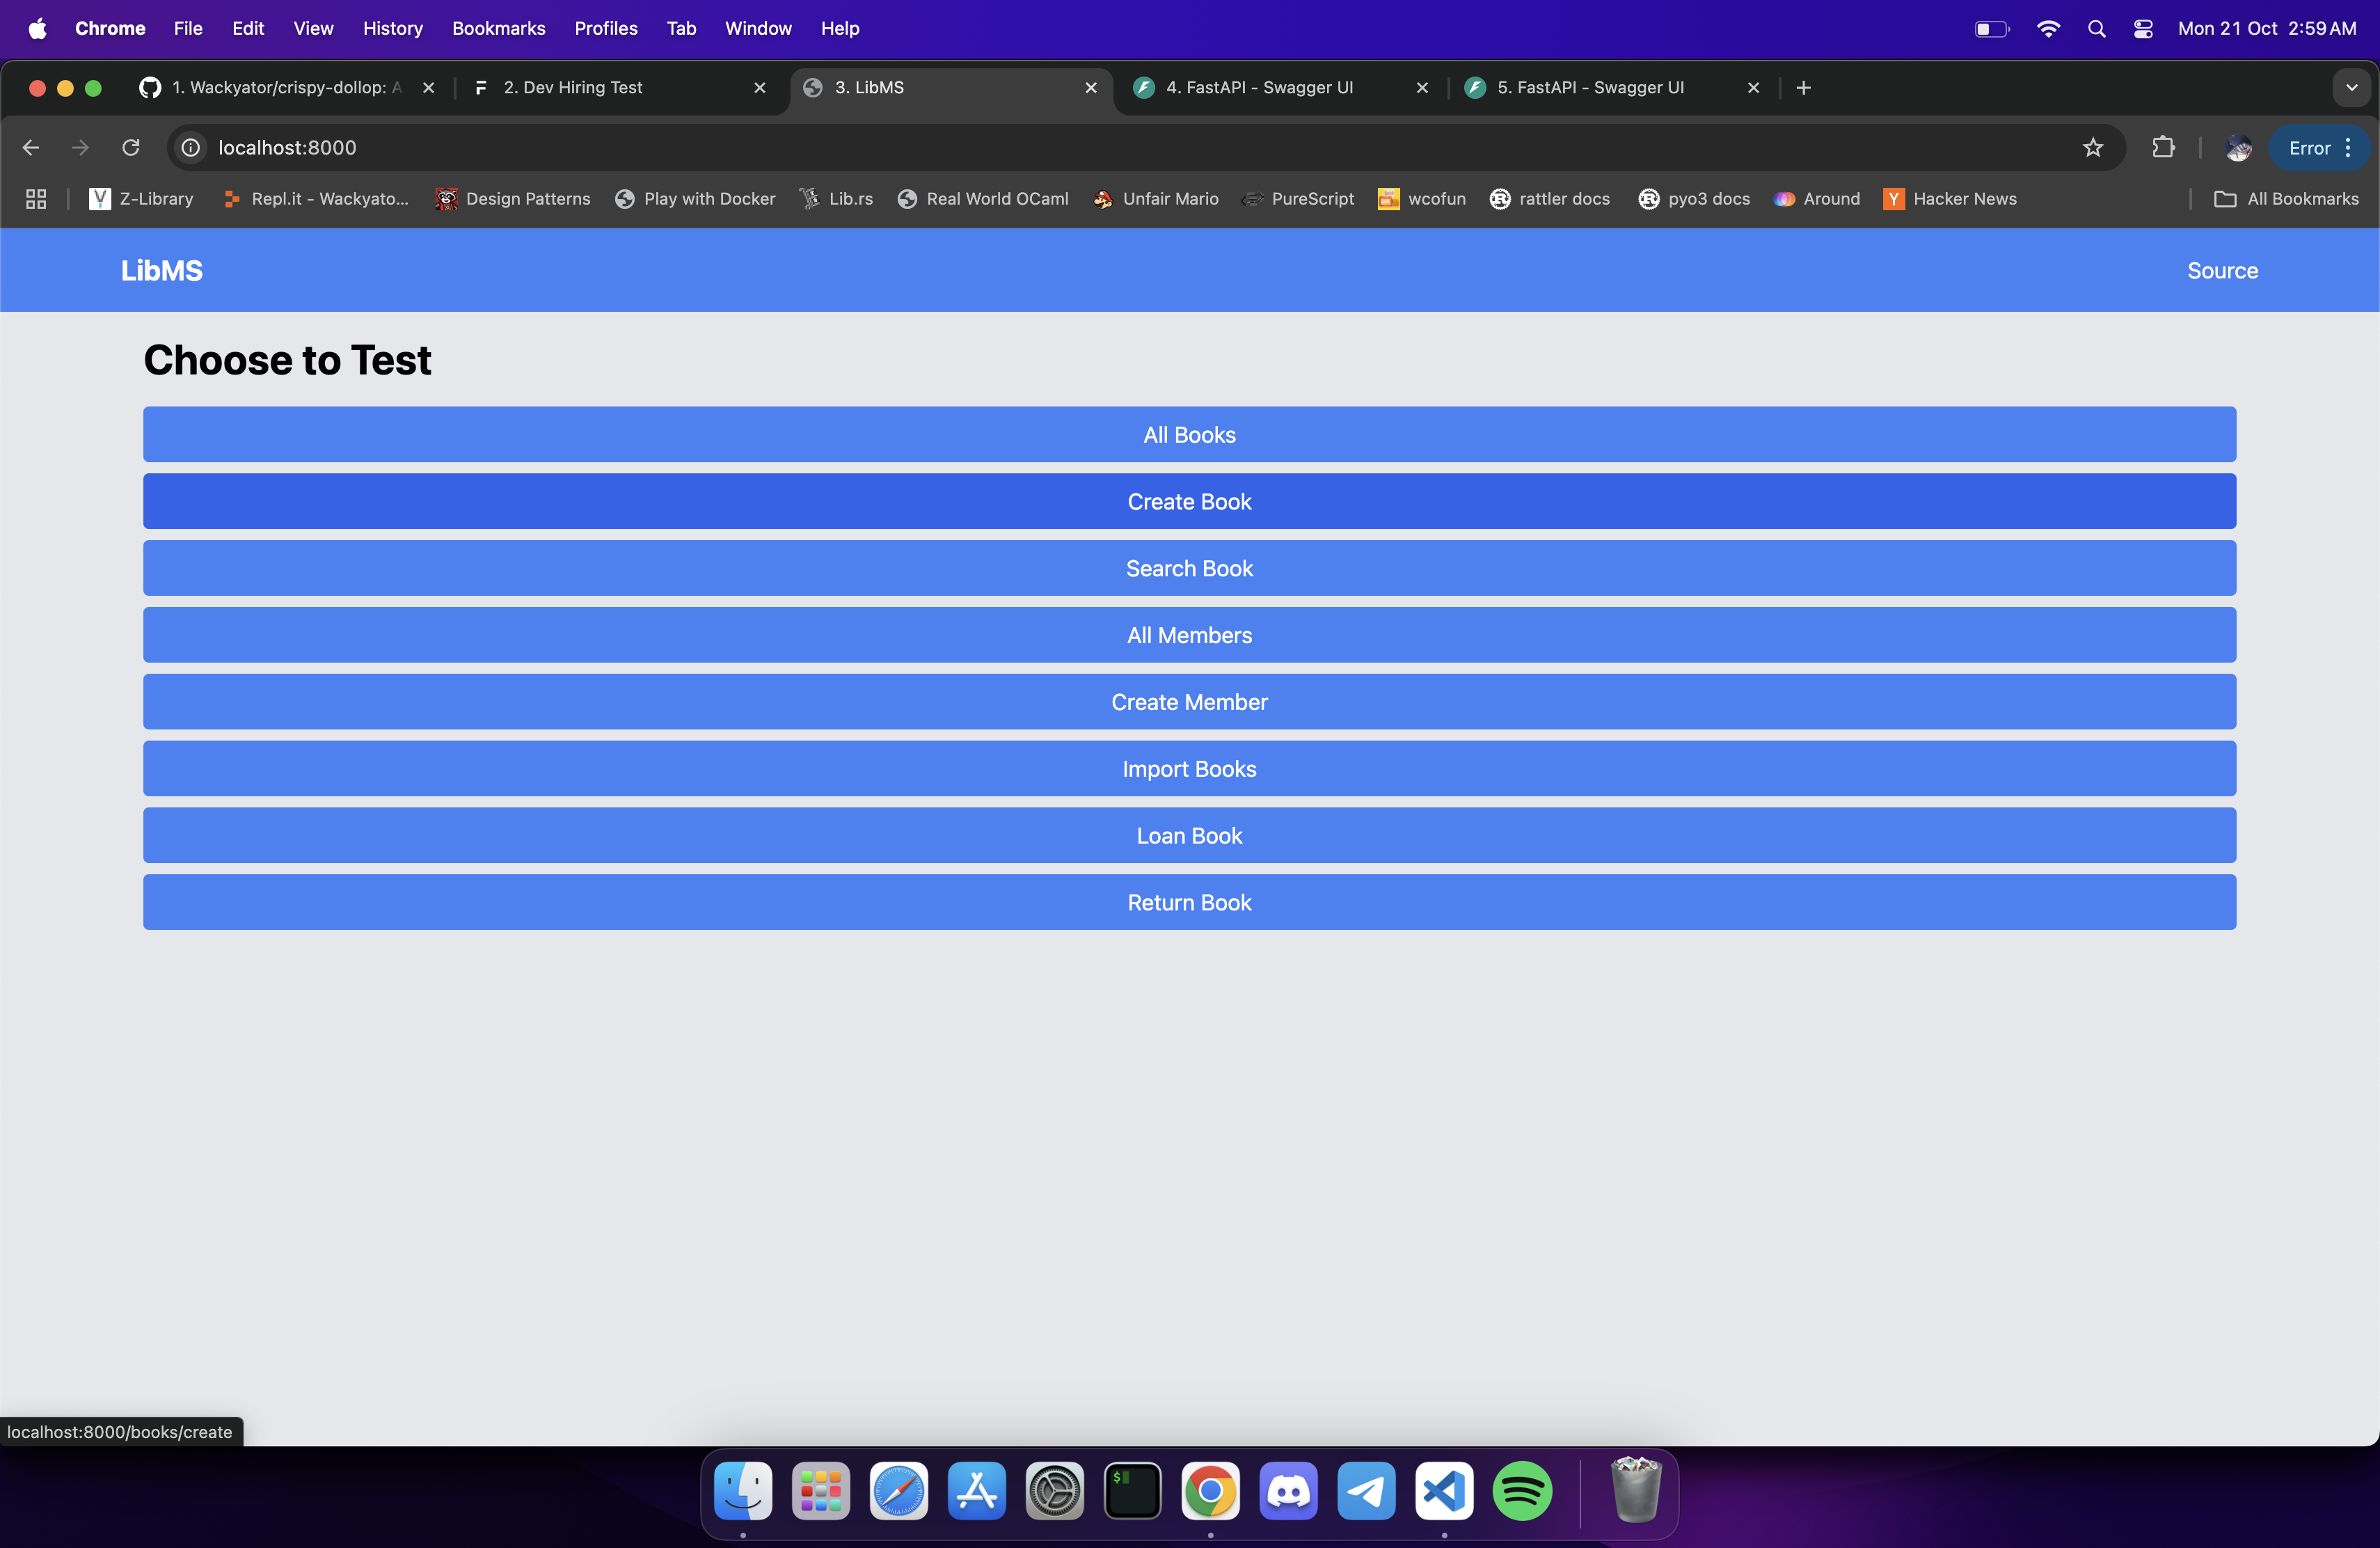 Chrome File Edit View History Bookmarks Profiles Tab Window Help Mon 21 Oct 2:59 AM
1. Wackyator/crispy-dollop: A 2. Dev Hiring Test 3. LibMS 4. FastAPI - Swagger UI 5. FastAPI - Swagger UI
localhost:8000 Error
Z-Library Repl.it - Wackyato... Design Patterns Play with Docker Lib.rs Real World OCaml Unfair Mario PureScript wcofun rattler docs pyo3 docs Around Hacker News All Bookmarks
LibMS Source
Choose to Test
All Books
Create Book
Search Book
All Members
Create Member
Import Books
Loan Book
Return Book
localhost:8000/books/create